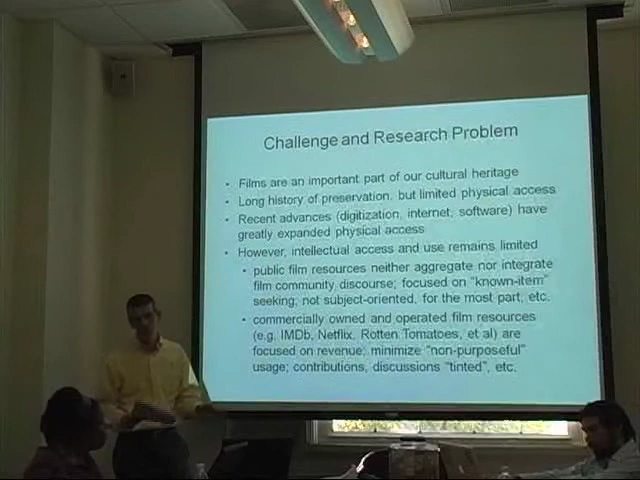 Challenge and Research Problem
• Films are an important part of our cultural heritage
• Long history of preservation, but limited physical access
• Recent advances (digitization, internet, software) have
greatly expanded physical access
• However, intellectual access and use remains limited
• public film resources neither aggregate nor integrate
film community discourse; focused on "known-item"
seeking; not subject-oriented, for the most part, etc.
• commercially owned and operated film resources
(e.g. IMDb, Netflix, Rotten Tomatoes, et al) are
focused on revenue; minimize "non-purposeful"
usage; contributions, discussions "tinted", etc.